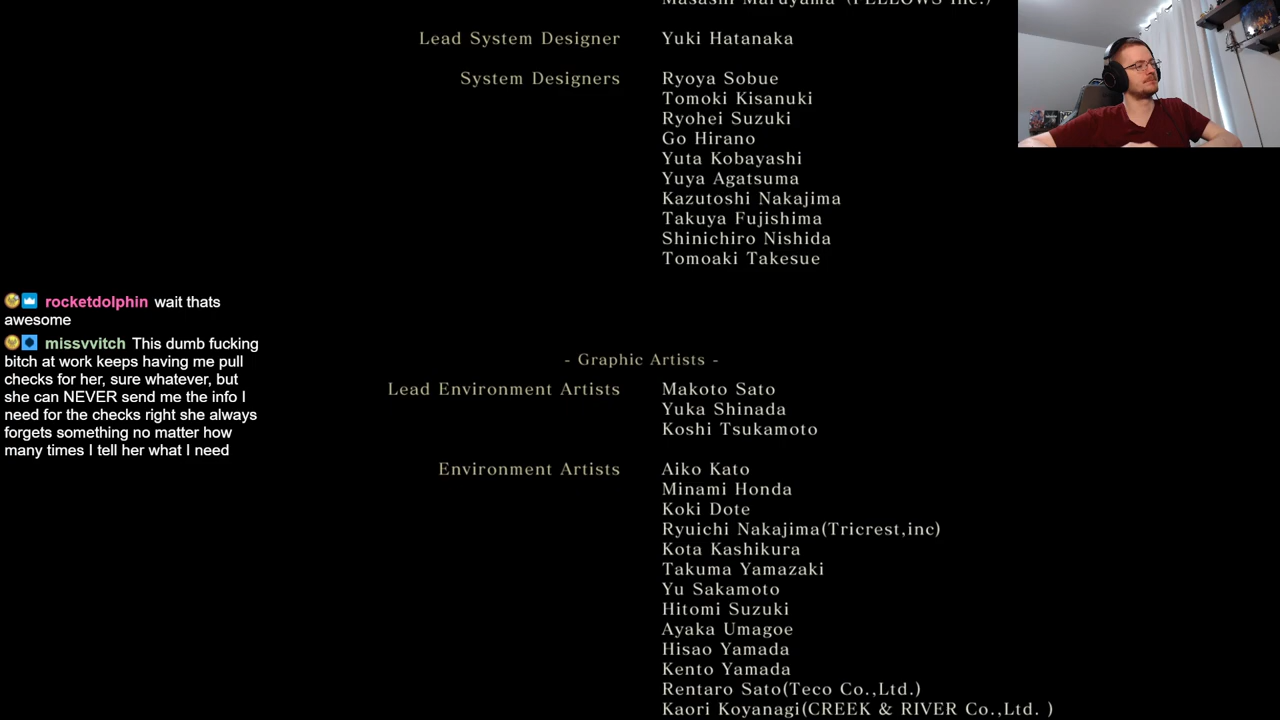 Masashi Maruyama (FELLOWS Inc.)
Lead System Designer Yuki Hatanaka
System Designers Ryoya Sobue
Tomoki Kisanuki
Ryohei Suzuki
Go Hirano
Yuta Kobayashi
Yuya Agatsuma
Kazutoshi Nakajima
Takuya Fujishima
Shinichiro Nishida
Tomoaki Takesue
rocketdolphin wait thats
awesome
missvvitch This dumb fucking
bitch at work keeps having me pull
checks for her, sure whatever, but
she can NEVER send me the info I
need for the checks right she always
forgets something no matter how
many times I tell her what I need
- Graphic Artists -
Lead Environment Artists Makoto Sato
Yuka Shinada
Koshi Tsukamoto
Environment Artists Aiko Kato
Minami Honda
Koki Dote
Ryuichi Nakajima(Tricrest,inc)
Kota Kashikura
Takuma Yamazaki
Yu Sakamoto
Hitomi Suzuki
Ayaka Umagoe
Hisao Yamada
Kento Yamada
Rentaro Sato(Teco Co.,Ltd.)
Kaori Koyanagi(CREEK & RIVER Co.,Ltd. )